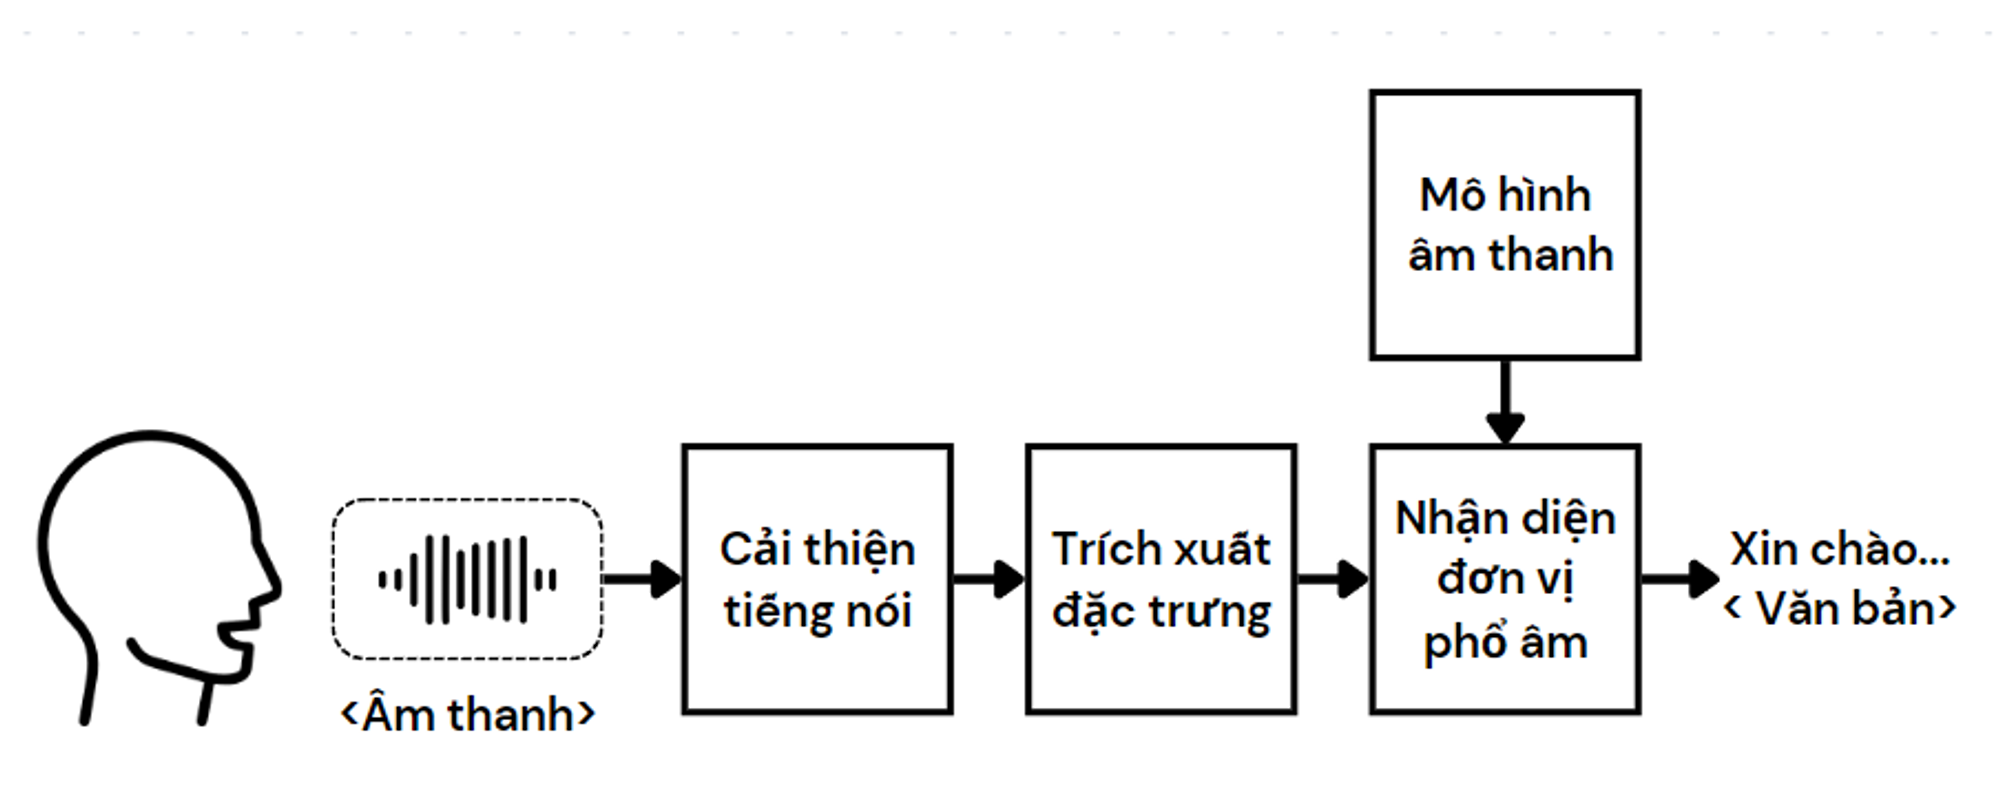 Mô hình
âm thanh
<Âm thanh>
Cải thiện
tiếng nói
Trích xuất
đặc trưng
Nhận diện
đơn vị
phổ âm
Xin chào...
< Văn bản>